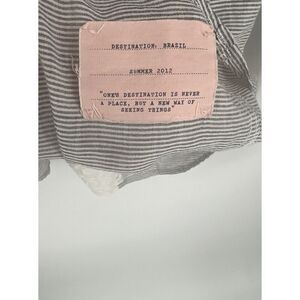 DESTINATION: BRASIL
SUMMER 2012
"ONE'S DESTINATION IS NEVER
A PLACE, BUT A NEW WAY OF
SEEING THINGS"